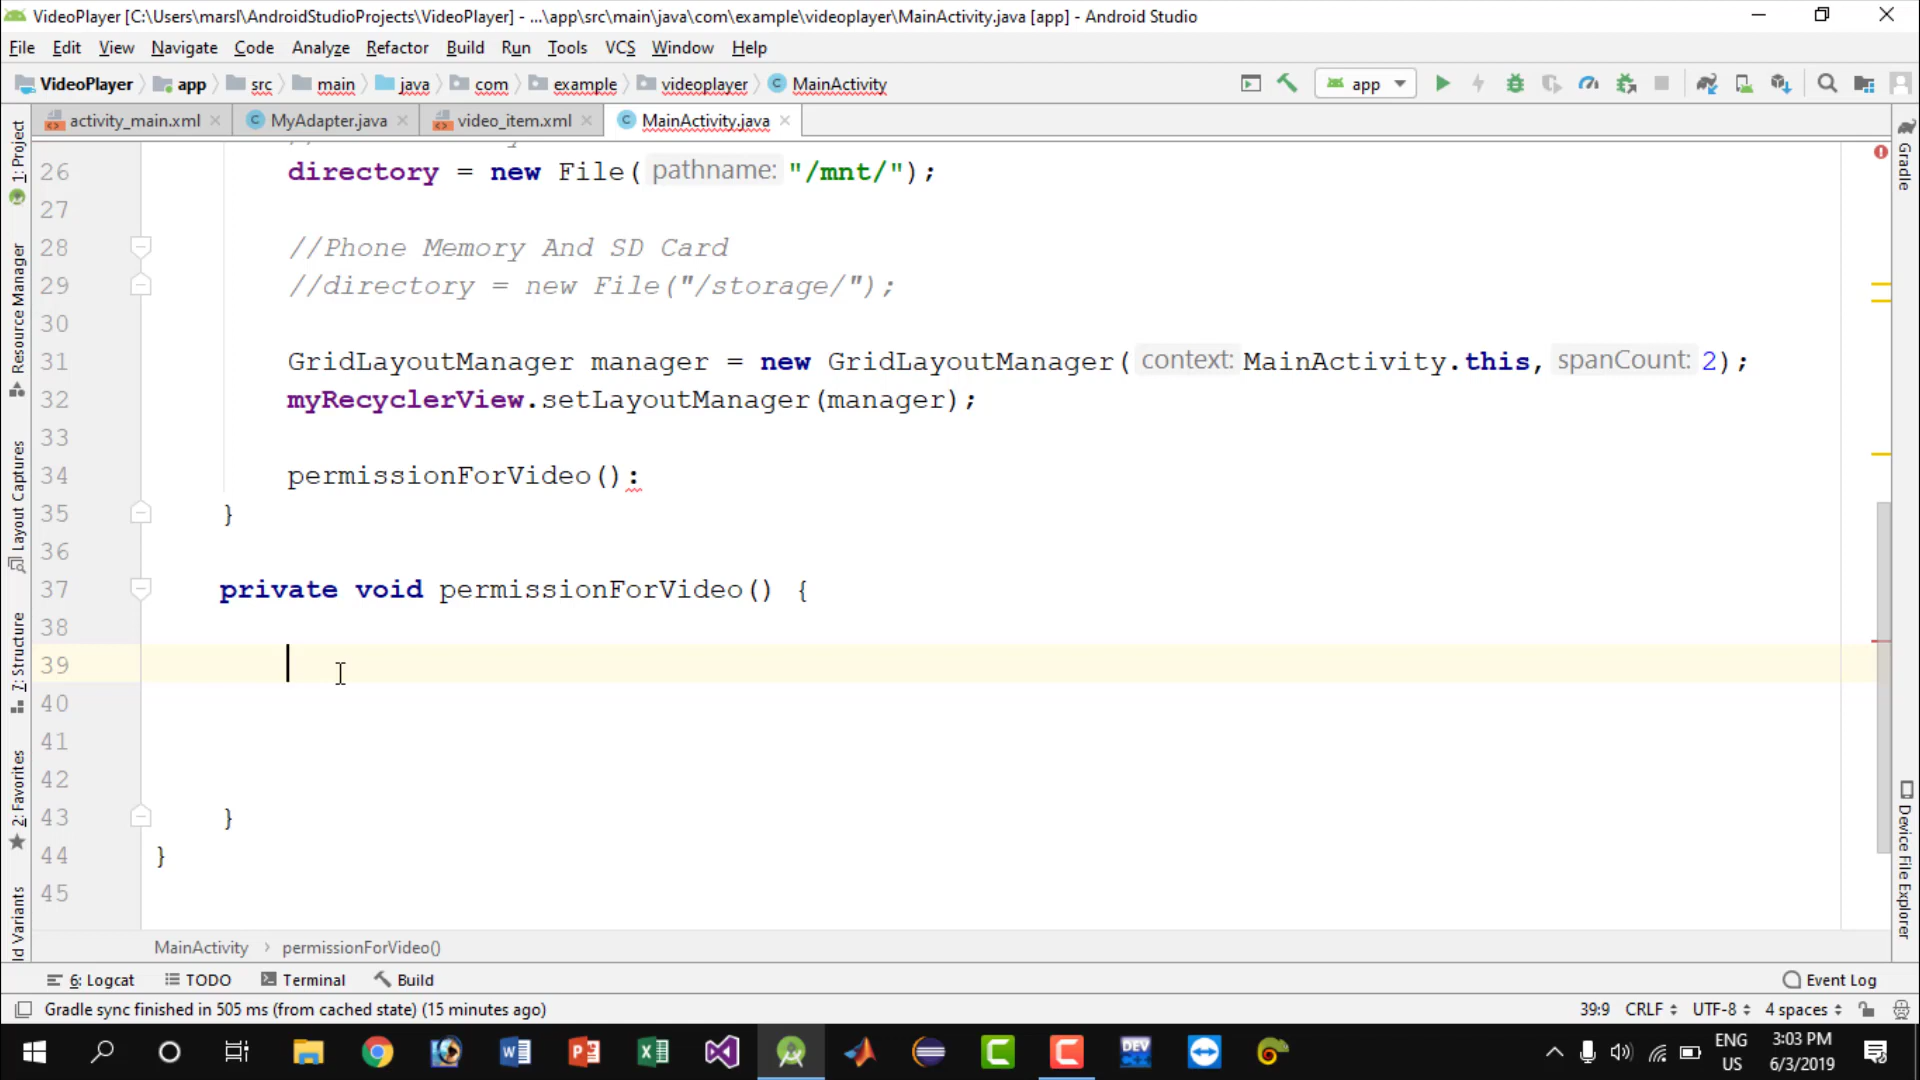 VideoPlayer [C:\Users\marsl\AndroidStudioProjects\VideoPlayer] - ...\app\src\main\java\com\example\videoplayer\MainActivity.java [app] - Android Studio
File Edit View Navigate Code Analyze Refactor Build Run Tools VCS Window Help
VideoPlayer app src main java com example videoplayer MainActivity app
activity_main.xml MyAdapter.java video_item.xml MainActivity.java
26 directory = new File( pathname: "/mnt/");
27
28 //Phone Memory And SD Card
29 //directory = new File("/storage/");
30
31 GridLayoutManager manager = new GridLayoutManager( context: MainActivity.this, spanCount: 2);
32 myRecyclerView.setLayoutManager(manager);
33
34 permissionForVideo():
35 }
36
37 private void permissionForVideo() {
38
39
40
41
42
43 }
44 }
45
1: Project
Resource Manager
Layout Captures
7: Structure
2: Favorites
ld Variants
Gradle
Device File Explorer
MainActivity › permissionForVideo()
6: Logcat TODO Terminal Build Event Log
Gradle sync finished in 505 ms (from cached state) (15 minutes ago) 39:9 CRLF UTF-8 4 spaces
DEV
ENG
US
3:03 PM
6/3/2019